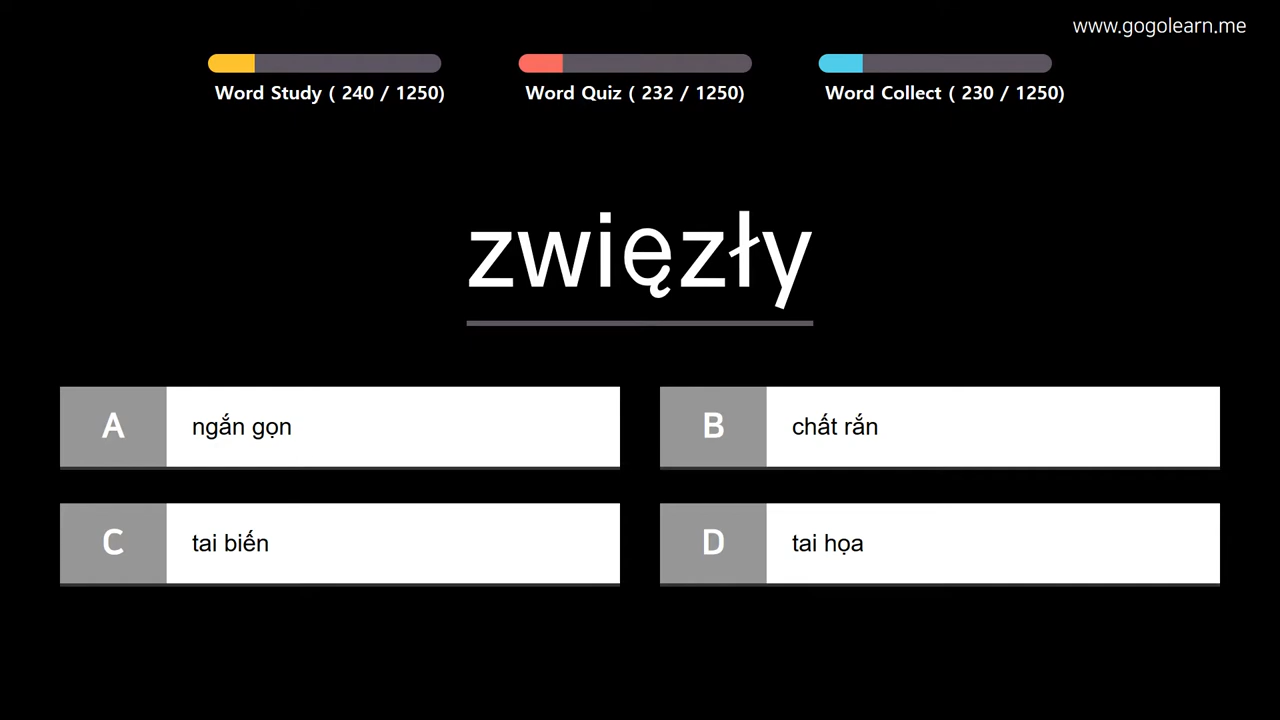 www.gogolearn.me
Word Study ( 240 / 1250)
Word Quiz ( 232 / 1250)
Word Collect ( 230 / 1250)
zwięzły
A ngắn gọn
B chất rắn
C tai biến
D tai họa